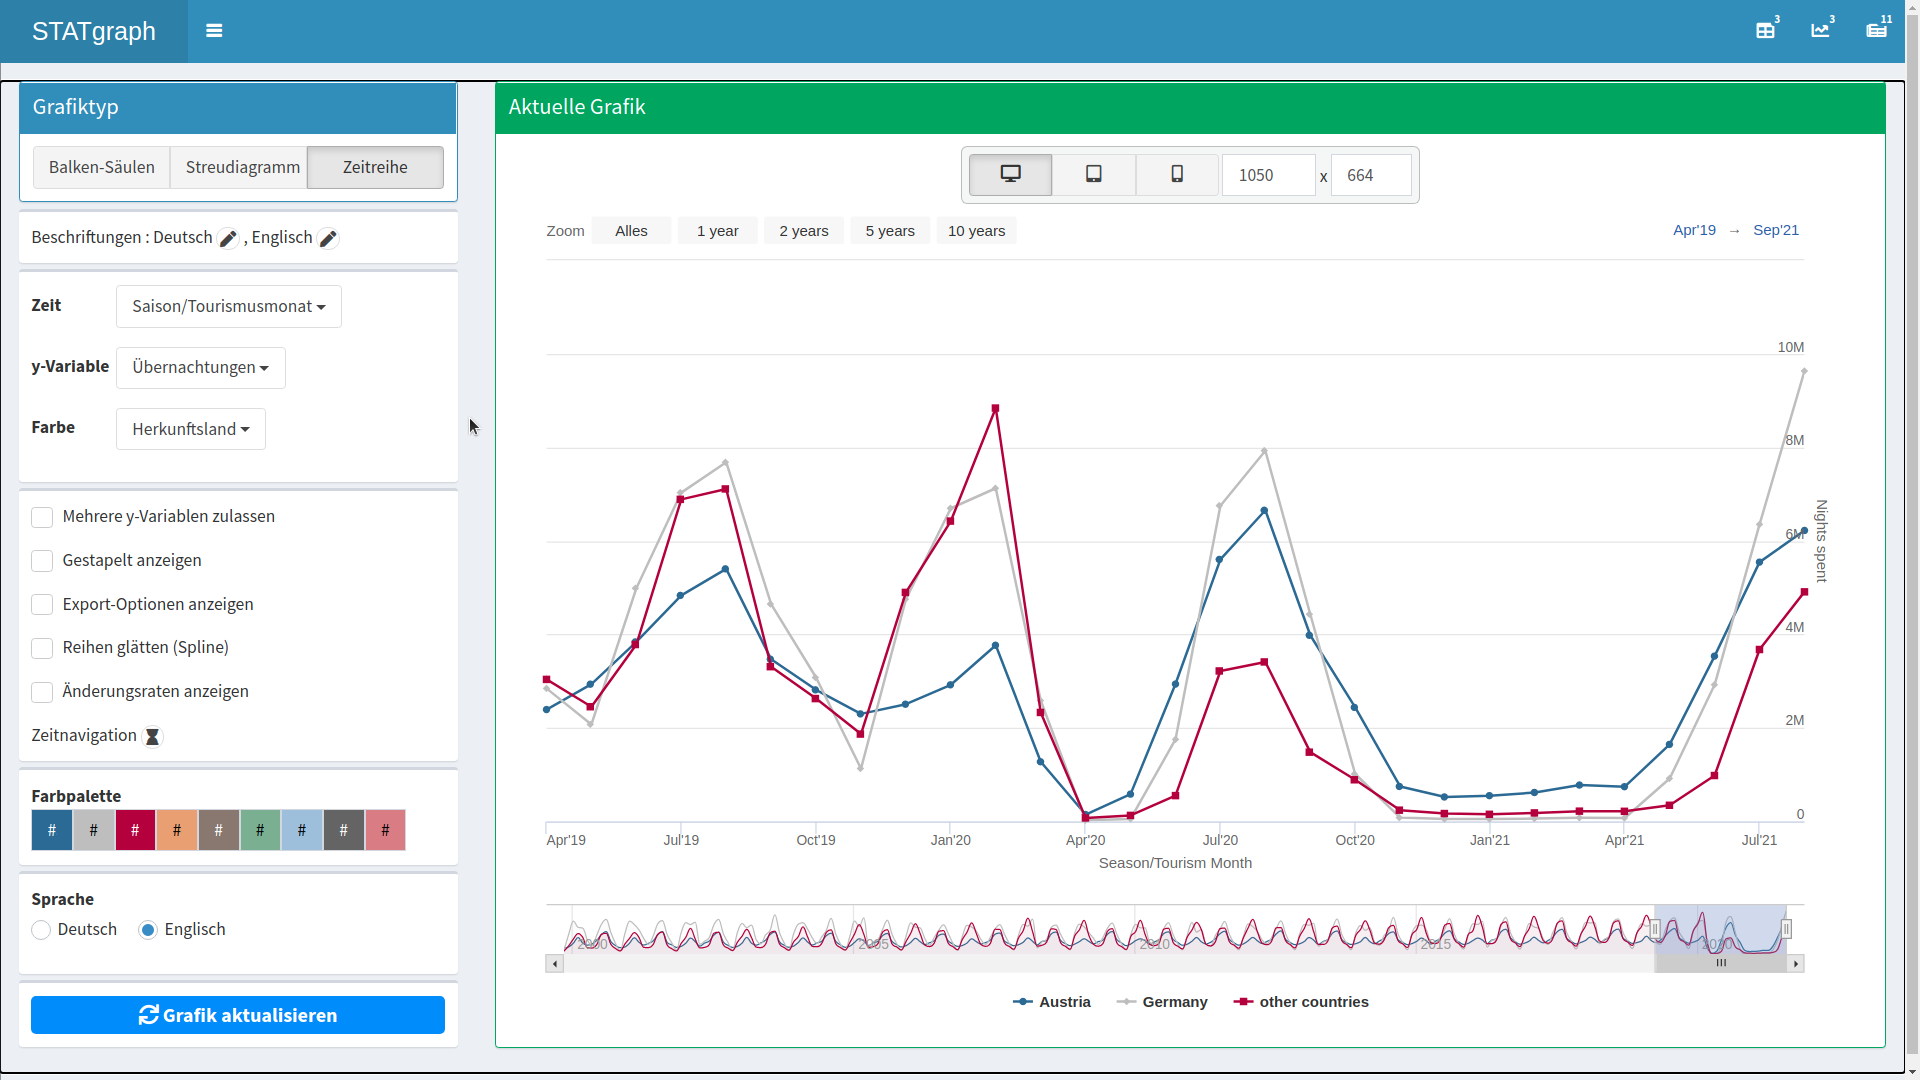 STATgraph
3
3
11
Grafiktyp
Balken-Säulen Streudiagramm Zeitreihe
Beschriftungen : Deutsch , Englisch
Zeit Saison/Tourismusmonat
y-Variable Übernachtungen
Farbe Herkunftsland
Mehrere y-Variablen zulassen
Gestapelt anzeigen
Export-Optionen anzeigen
Reihen glätten (Spline)
Änderungsraten anzeigen
Zeitnavigation
Farbpalette
# # # # # # # # #
Sprache
Deutsch Englisch
Grafik aktualisieren
Aktuelle Grafik
1050 x 664
Zoom Alles 1 year 2 years 5 years 10 years
Apr'19 → Sep'21
10M
8M
6M
4M
2M
0
Nights spent
Apr'19 Jul'19 Oct'19 Jan'20 Apr'20 Jul'20 Oct'20 Jan'21 Apr'21 Jul'21
Season/Tourism Month
2000 2005 2010 2015 2020
Austria Germany other countries